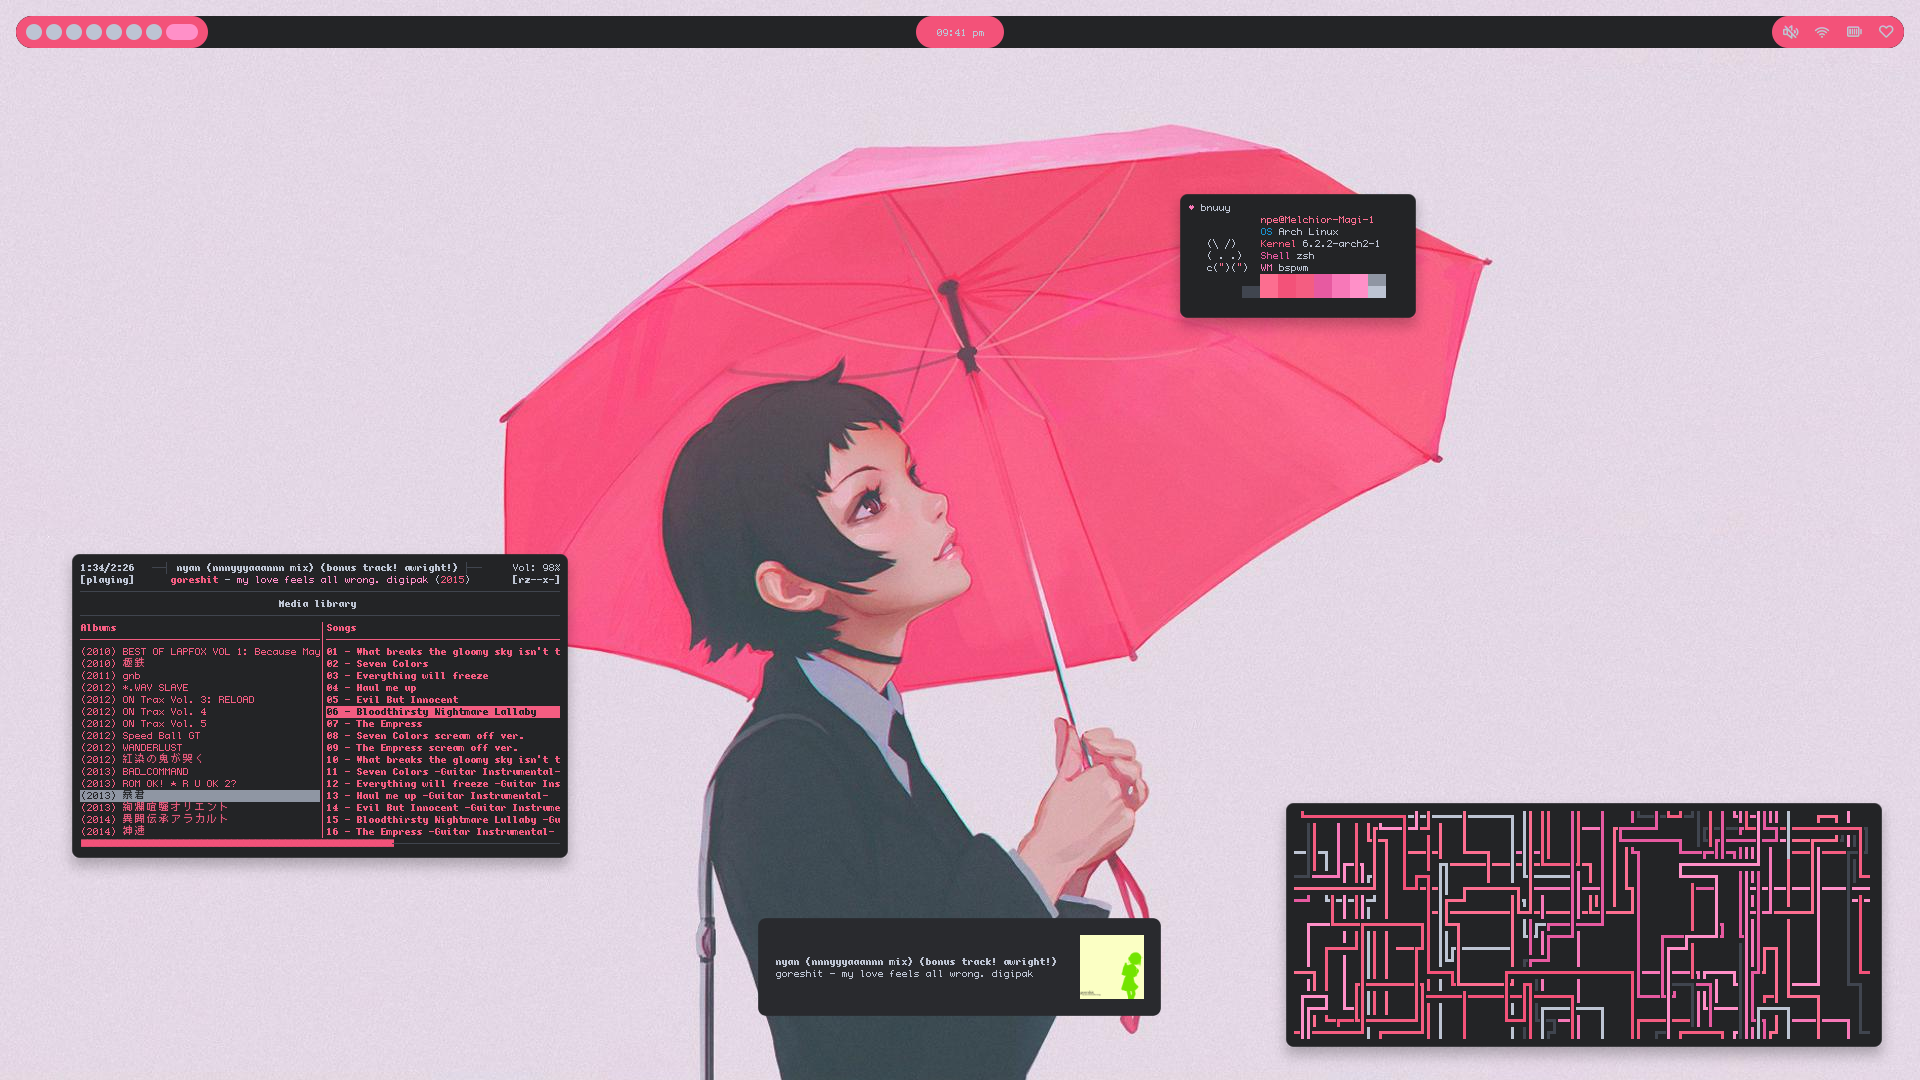 09:41 pm
♥ bnuuy
npe@Melchior-Magi-1
OS Arch Linux
(\ /) Kernel 6.2.2-arch2-1
( . .) Shell zsh
c(")(") WM bspwm
1:34/2:26 nyan (nnnyyyaaannnn mix) (bonus track! awright!) Vol: 98%
[playing] goreshit - my love feels all wrong. digipak (2015) [rz--x-]
Media library
Albums
(2010) BEST OF LAPFOX VOL 1: Because May
(2010) 極鉄
(2011) gnb
(2012) *.WAV SLAVE
(2012) ON Trax Vol. 3: RELOAD
(2012) ON Trax Vol. 4
(2012) ON Trax Vol. 5
(2012) Speed Ball GT
(2012) WANDERLUST
(2012) 紅染の鬼が哭く
(2013) BAD_COMMAND
(2013) ROM OK! * R U OK 2?
(2013) 暴君
(2013) 絢爛喧騒オリエント
(2014) 異聞伝承アラカルト
(2014) 神速
Songs
01 - What breaks the gloomy sky isn't t
02 - Seven Colors
03 - Everything will freeze
04 - Haul me up
05 - Evil But Innocent
06 - Bloodthirsty Nightmare Lallaby
07 - The Empress
08 - Seven Colors scream off ver.
09 - The Empress scream off ver.
10 - What breaks the gloomy sky isn't t
11 - Seven Colors -Guitar Instrumental-
12 - Everything will freeze -Guitar Ins
13 - Haul me up -Guitar Instrumental-
14 - Evil But Innocent -Guitar Instrume
15 - Bloodthirsty Nightmare Lallaby -Gu
16 - The Empress -Guitar Instrumental-
nyan (nnnyyyaaannnn mix) (bonus track! awright!)
goreshit - my love feels all wrong. digipak